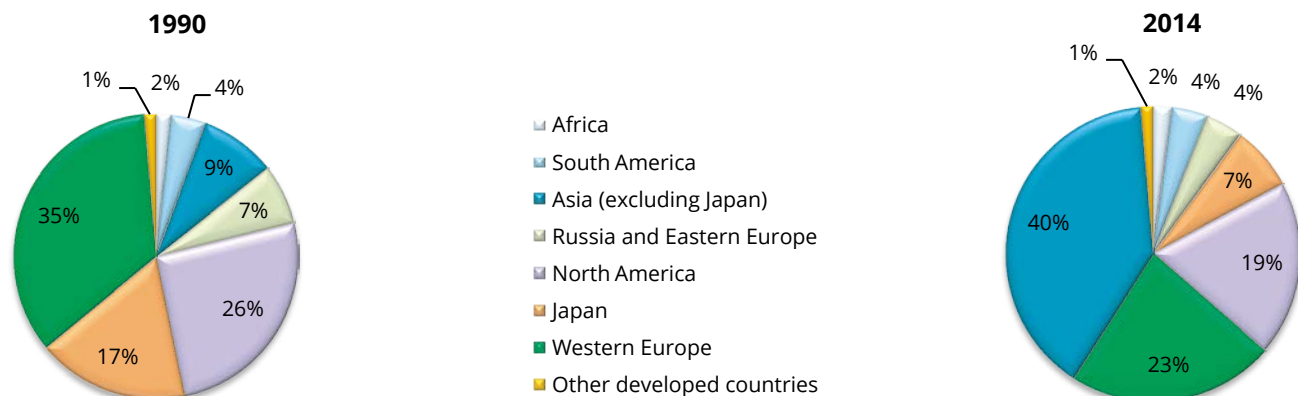 1990
1%
2%
4%
9%
7%
26%
17%
35%
Africa
South America
Asia (excluding Japan)
Russia and Eastern Europe
North America
Japan
Western Europe
Other developed countries
2014
1%
2%
4%
4%
7%
19%
23%
40%